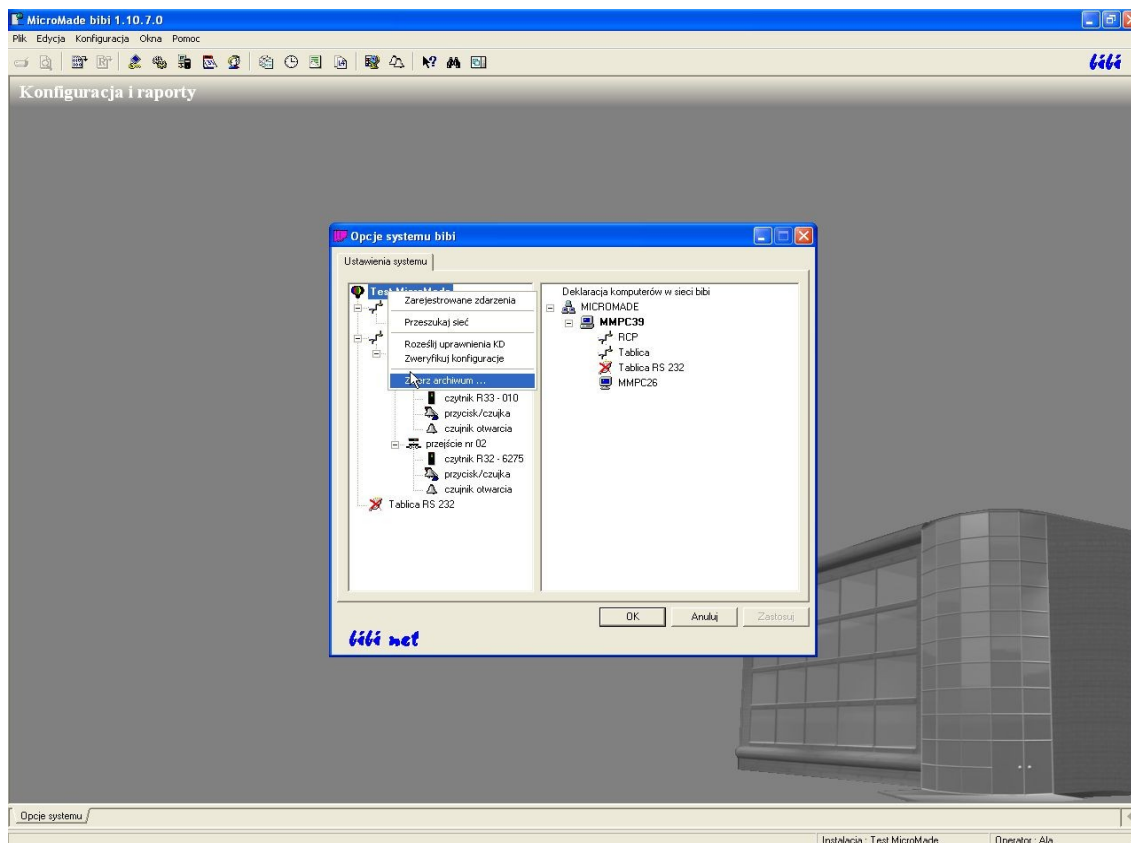 MicroMade bibi 1.10.7.0
Plik Edycja Konfiguracja Okna Pomoc
bibi
Konfiguracja i raporty
Opcje systemu bibi
Ustawienia systemu
Test MicroMade
Zarejestrowane zdarzenia
Przeszukaj sieć
Roześlij uprawnienia KD
Zweryfikuj konfiguracje
archiwum ...
czytnik R33 - 010
przycisk/czujka
czujnik otwarcia
przejście nr 02
czytnik R32 - 6275
przycisk/czujka
czujnik otwarcia
Tablica RS 232
Deklaracja komputerów w sieci bibi
MICROMADE
MMPC39
RCP
Tablica
Tablica RS 232
MMPC26
OK Anuluj Zastosuj
bibi net
Opcje systemu
Instalacja : Test MicroMade Operator : Ala